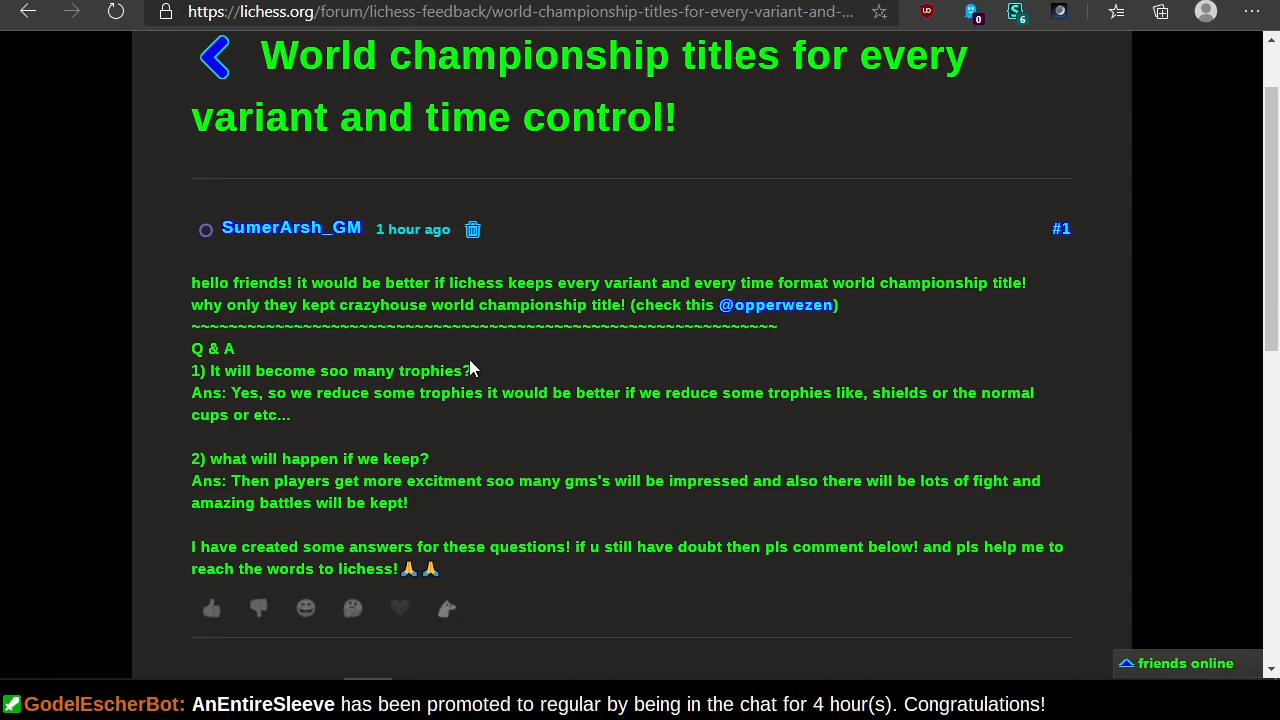 https://lichess.org/forum/lichess-feedback/world-championship-titles-for-every-variant-and-...
0
6
World championship titles for every
variant and time control!
SumerArsh_GM 1 hour ago #1
hello friends! it would be better if lichess keeps every variant and every time format world championship title!
why only they kept crazyhouse world championship title! (check this @opperwezen)
~~~~~~~~~~~~~~~~~~~~~~~~~~~~~~~~~~~~~~~~~~~~~~~~~~~~~~~~~~~~~~~
Q & A
1) It will become soo many trophies?
Ans: Yes, so we reduce some trophies it would be better if we reduce some trophies like, shields or the normal
cups or etc...
2) what will happen if we keep?
Ans: Then players get more excitment soo many gms's will be impressed and also there will be lots of fight and
amazing battles will be kept!
I have created some answers for these questions! if u still have doubt then pls comment below! and pls help me to
reach the words to lichess!🙏🙏
friends online
GodelEscherBot: AnEntireSleeve has been promoted to regular by being in the chat for 4 hour(s). Congratulations!